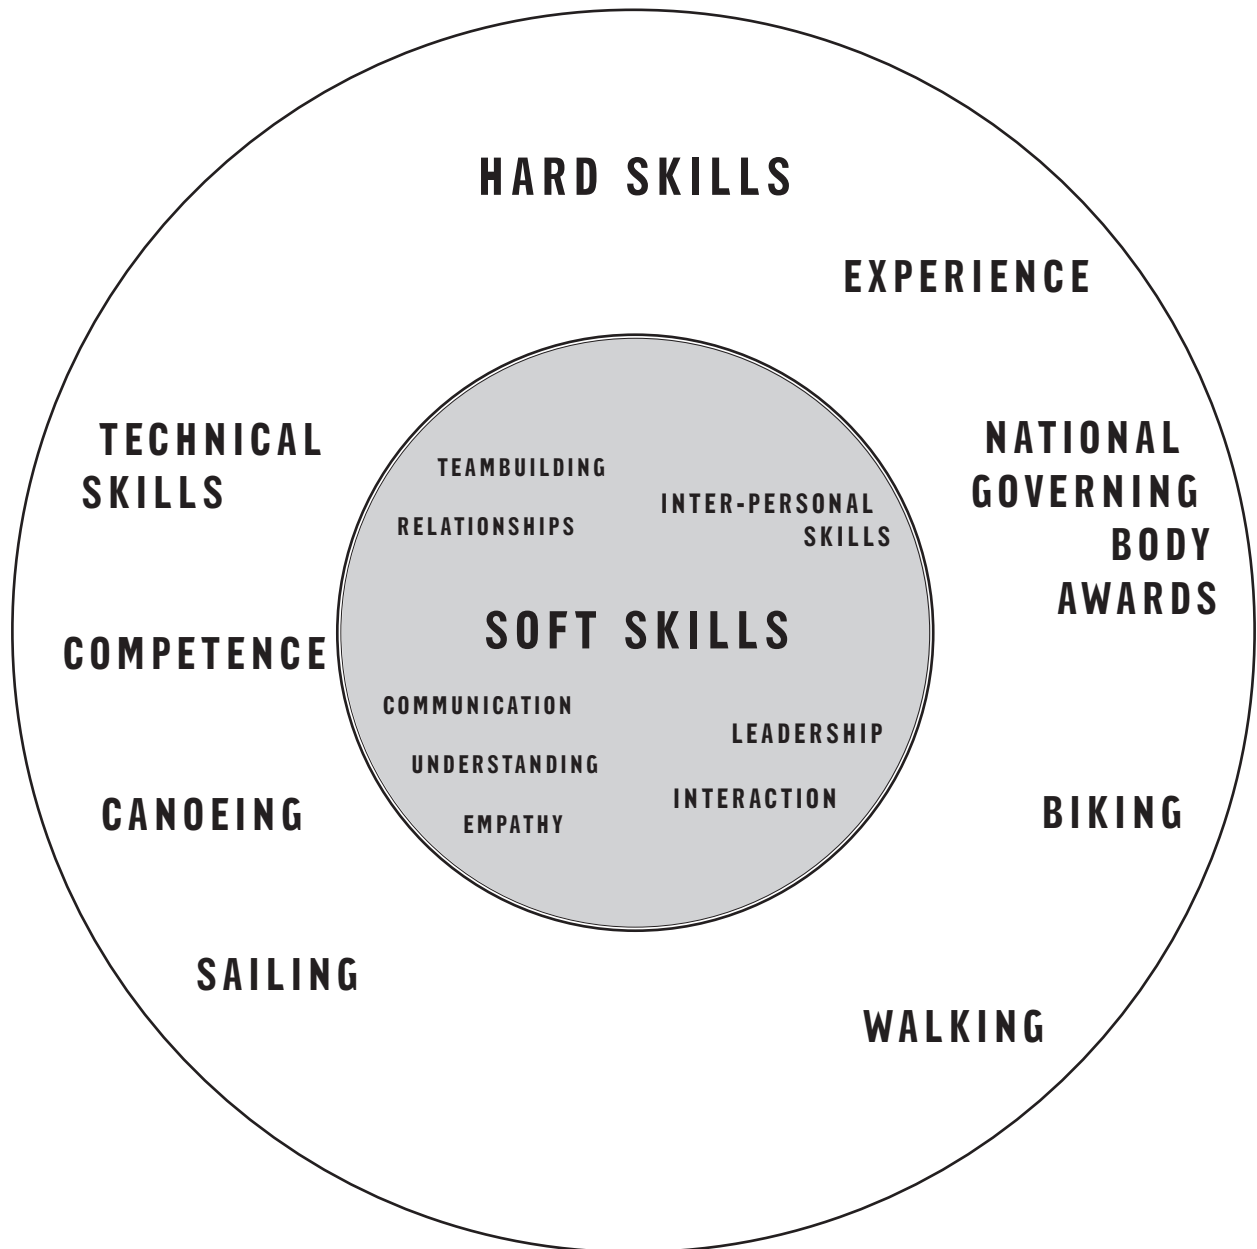 HARD SKILLS
EXPERIENCE
TECHNICAL
SKILLS
NATIONAL
GOVERNING
BODY
AWARDS
TEAMBUILDING
RELATIONSHIPS
INTER-PERSONAL
SKILLS
SOFT SKILLS
COMPETENCE
COMMUNICATION
LEADERSHIP
UNDERSTANDING
INTERACTION
EMPATHY
CANOEING
BIKING
SAILING
WALKING